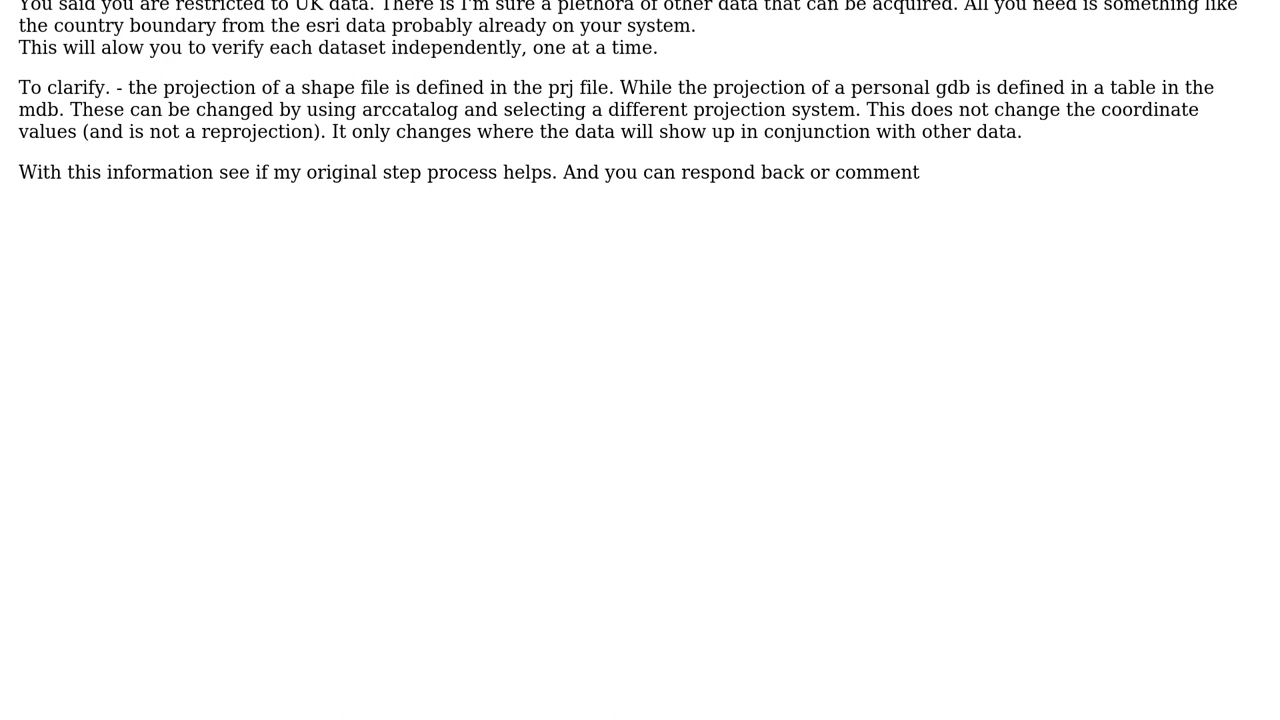 You said you are restricted to UK data. There is I'm sure a plethora of other data that can be acquired. All you need is something like
the country boundary from the esri data probably already on your system.
This will alow you to verify each dataset independently, one at a time.
To clarify. - the projection of a shape file is defined in the prj file. While the projection of a personal gdb is defined in a table in the
mdb. These can be changed by using arccatalog and selecting a different projection system. This does not change the coordinate
values (and is not a reprojection). It only changes where the data will show up in conjunction with other data.
With this information see if my original step process helps. And you can respond back or comment